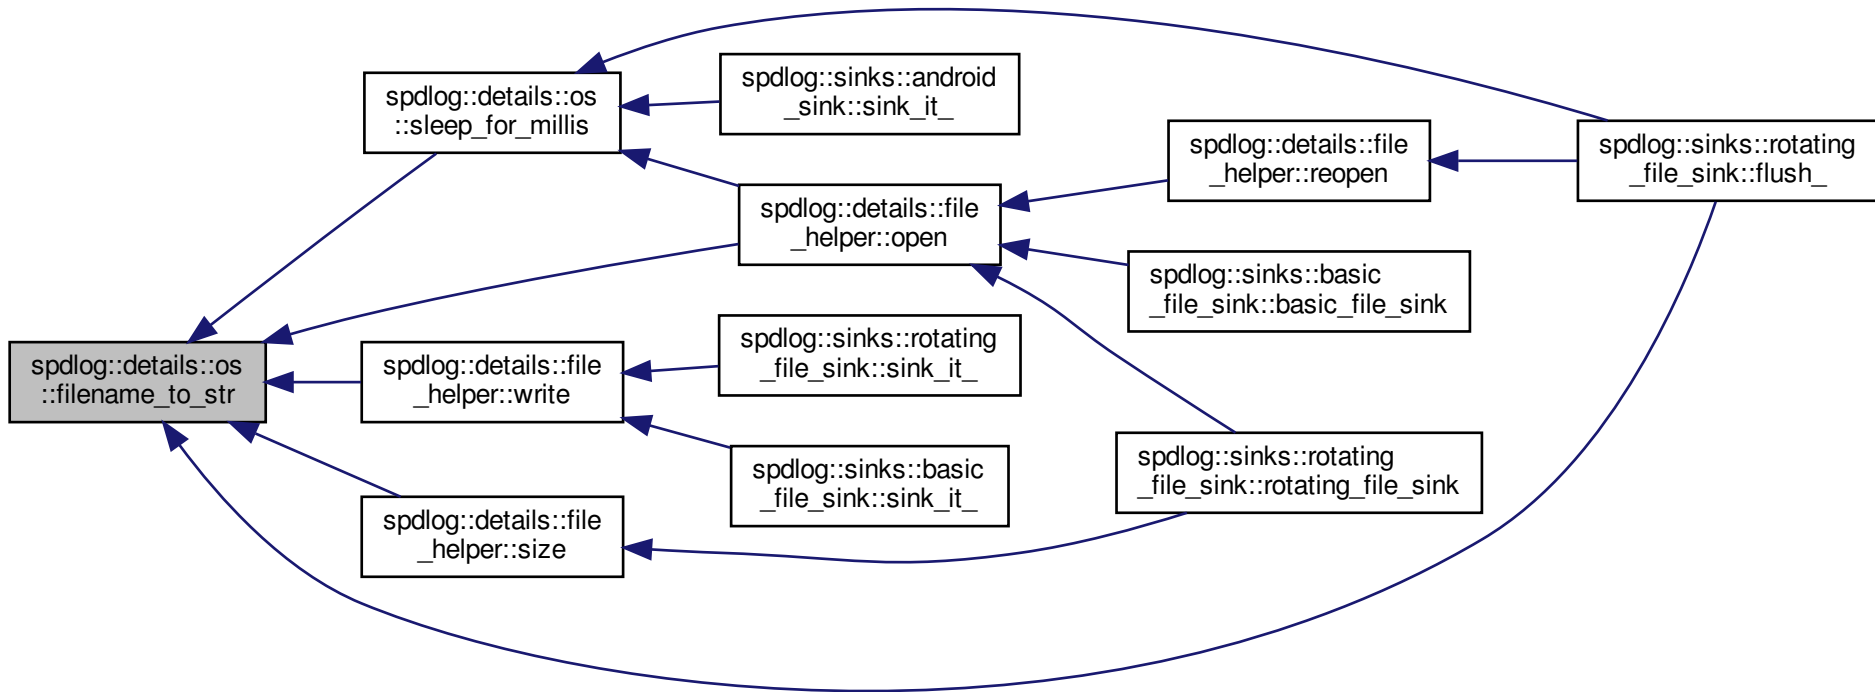 spdlog::details::os
::sleep_for_millis
spdlog::sinks::android
_sink::sink_it_
spdlog::details::file
_helper::reopen
spdlog::sinks::rotating
_file_sink::flush_
spdlog::details::file
_helper::open
spdlog::sinks::basic
_file_sink::basic_file_sink
spdlog::details::os
::filename_to_str
spdlog::details::file
_helper::write
spdlog::sinks::rotating
_file_sink::sink_it_
spdlog::sinks::basic
_file_sink::sink_it_
spdlog::sinks::rotating
_file_sink::rotating_file_sink
spdlog::details::file
_helper::size